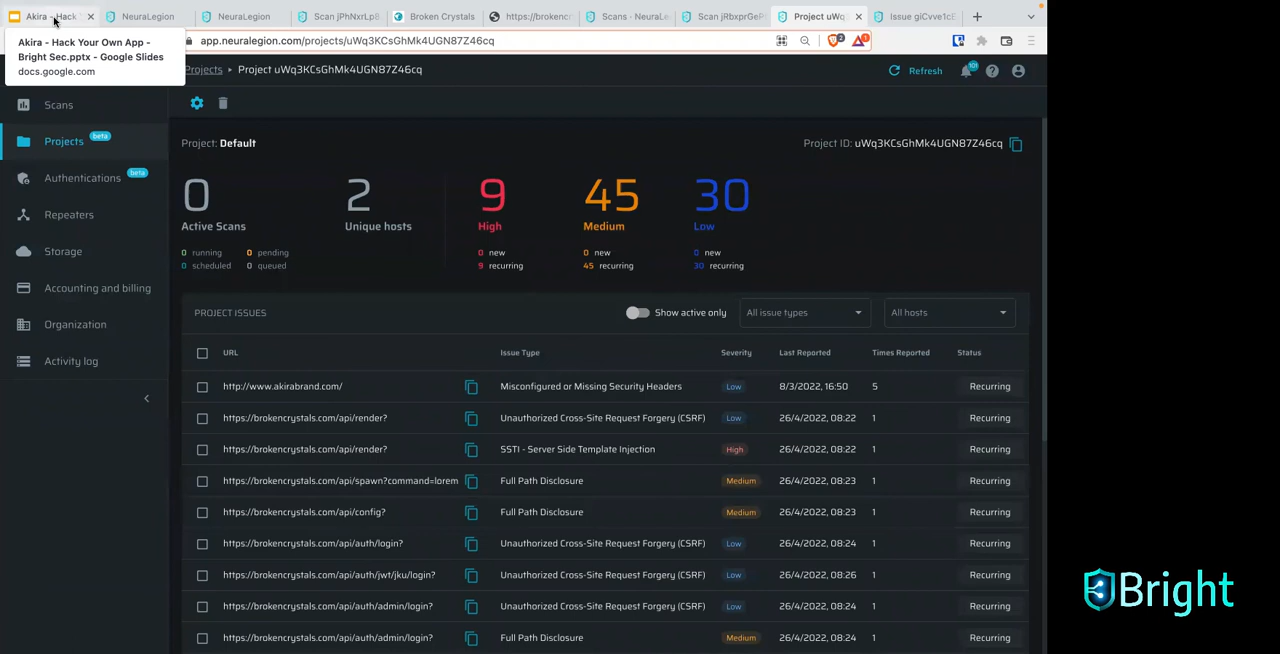 Akira - Hack
NeuraLegion
NeuraLegion
Scan jPhNxrLp
Broken Crystals
https://brokenc
Scans - NeuraLe
Scan jRbxprGeP
Project uWq
Issue giCvve1cE
Akira - Hack Your Own App -
Bright Sec.pptx - Google Slides
docs.google.com
app.neuralegion.com/projects/uWq3KCsGhMk4UGN87Z46cq
2
1
Projects ▸ Project uWq3KCsGhMk4UGN87Z46cq
Refresh
101
Scans
Projects beta
Authentications beta
Repeaters
Storage
Accounting and billing
Organization
Activity log
Project: Default
Project ID: uWq3KCsGhMk4UGN87Z46cq
0 2 9 45 30
Active Scans Unique hosts High Medium Low
0 running 0 pending 0 new 0 new 0 new
0 scheduled 0 queued 9 recurring 45 recurring 30 recurring
PROJECT ISSUES Show active only All issue types All hosts
URL Issue Type Severity Last Reported Times Reported Status
http://www.akirabrand.com/ Misconfigured or Missing Security Headers Low 8/3/2022, 16:50 5 Recurring
https://brokencrystals.com/api/render? Unauthorized Cross-Site Request Forgery (CSRF) Low 26/4/2022, 08:22 1 Recurring
https://brokencrystals.com/api/render? SSTI - Server Side Template Injection High 26/4/2022, 08:22 1 Recurring
https://brokencrystals.com/api/spawn?command=lorem Full Path Disclosure Medium 26/4/2022, 08:23 1 Recurring
https://brokencrystals.com/api/config? Full Path Disclosure Medium 26/4/2022, 08:23 1 Recurring
https://brokencrystals.com/api/auth/login? Unauthorized Cross-Site Request Forgery (CSRF) Low 26/4/2022, 08:24 1 Recurring
https://brokencrystals.com/api/auth/jwt/jku/login? Unauthorized Cross-Site Request Forgery (CSRF) Low 26/4/2022, 08:26 1 Recurring
https://brokencrystals.com/api/auth/admin/login? Unauthorized Cross-Site Request Forgery (CSRF) Low 26/4/2022, 08:24 1 Recurring
https://brokencrystals.com/api/auth/admin/login? Full Path Disclosure Medium 26/4/2022, 08:24 1 Recurring
Bright